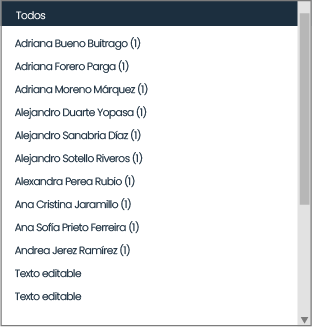 Todos
Adriana Bueno Buitrago (1)
Adriana Forero Parga (1)
Adriana Moreno Márquez (1)
Alejandro Duarte Yopasa (1)
Alejandro Sanabria Díaz (1)
Alejandro Sotello Riveros (1)
Alexandra Perea Rubio (1)
Ana Cristina Jaramillo (1)
Ana Sofía Prieto Ferreira (1)
Andrea Jerez Ramírez (1)
Texto editable
Texto editable